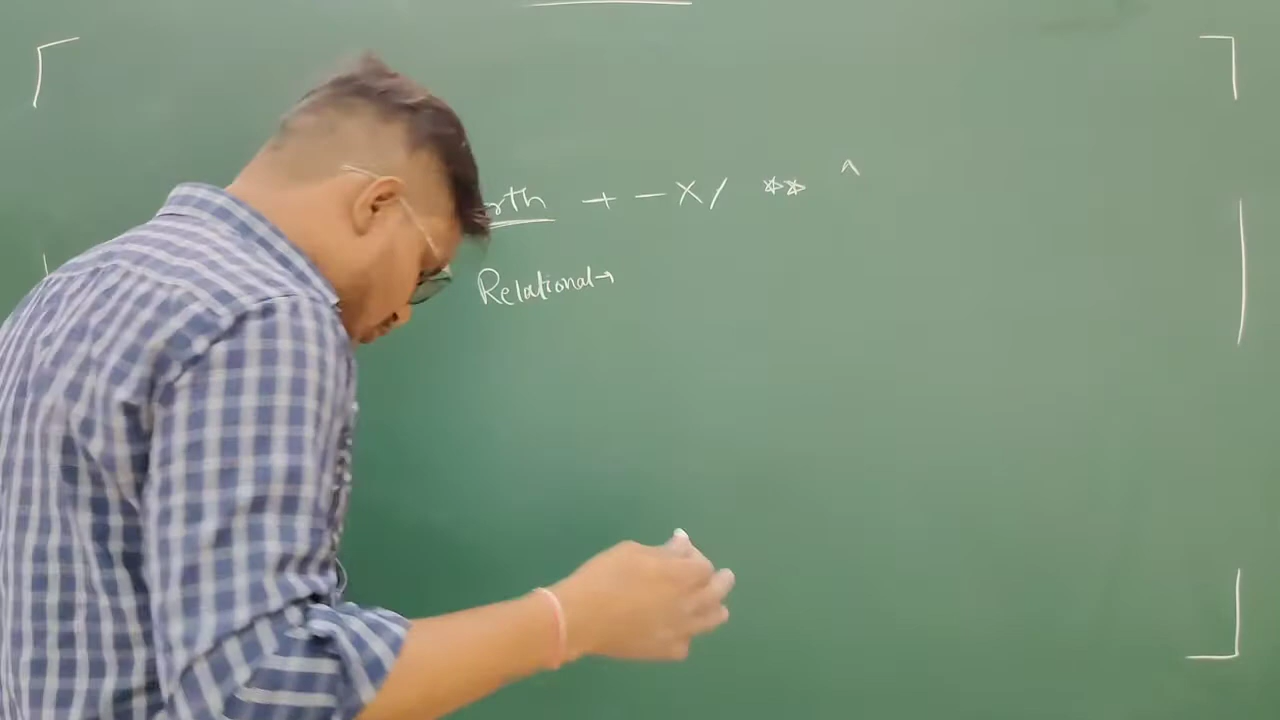 rth + - × / ** ^
Relational →